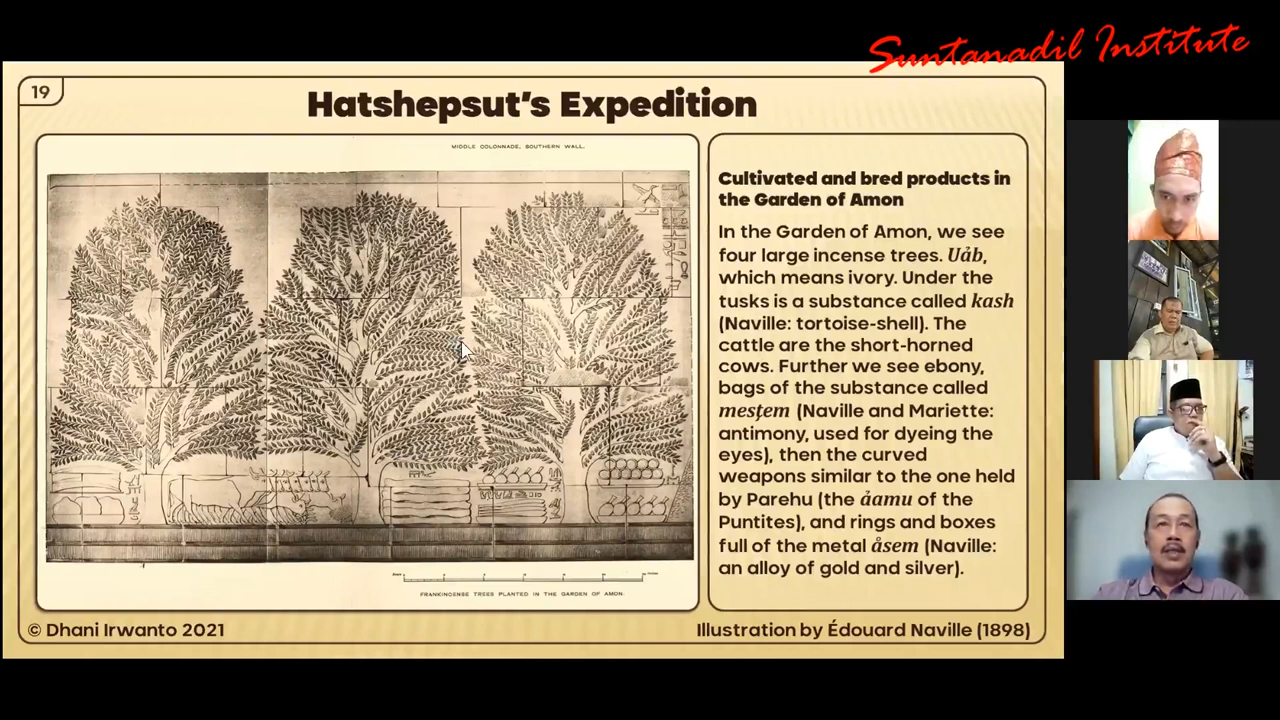 Suntanadil Institute
19
Hatshepsut's Expedition
MIDDLE COLONNADE, SOUTHERN WALL.
FRANKINCENSE TREES PLANTED IN THE GARDEN OF AMON.
Cultivated and bred products in
the Garden of Amon
In the Garden of Amon, we see
four large incense trees. Uȧb,
which means ivory. Under the
tusks is a substance called kash
(Naville: tortoise-shell). The
cattle are the short-horned
cows. Further we see ebony,
bags of the substance called
mesṭem (Naville and Mariette:
antimony, used for dyeing the
eyes), then the curved
weapons similar to the one held
by Parehu (the ȧamu of the
Puntites), and rings and boxes
full of the metal åsem (Naville:
an alloy of gold and silver).
© Dhani Irwanto 2021
Illustration by Édouard Naville (1898)